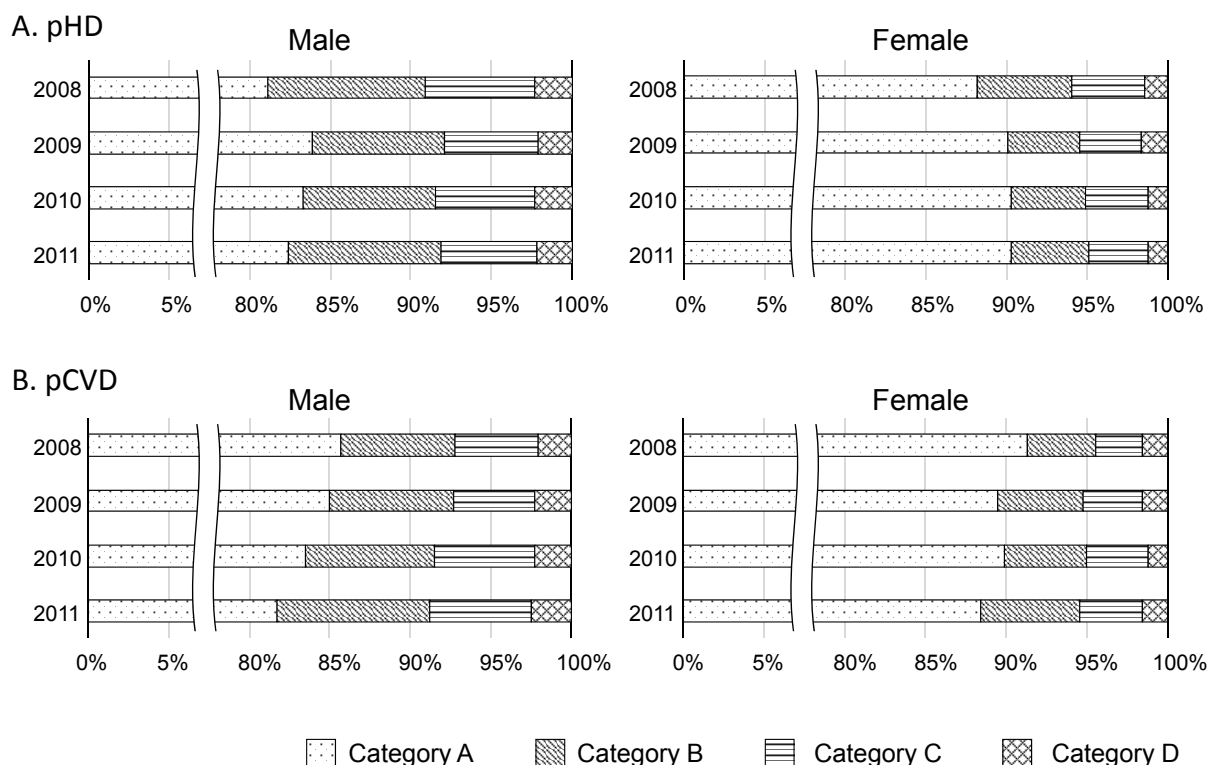 A. pHD
Male Female
2008 2008
2009 2009
2010 2010
2011 2011
0% 5% 80% 85% 90% 95% 100% 0% 5% 80% 85% 90% 95% 100%
B. pCVD
Male Female
2008 2008
2009 2009
2010 2010
2011 2011
0% 5% 80% 85% 90% 95% 100% 0% 5% 80% 85% 90% 95% 100%
Category A Category B Category C Category D